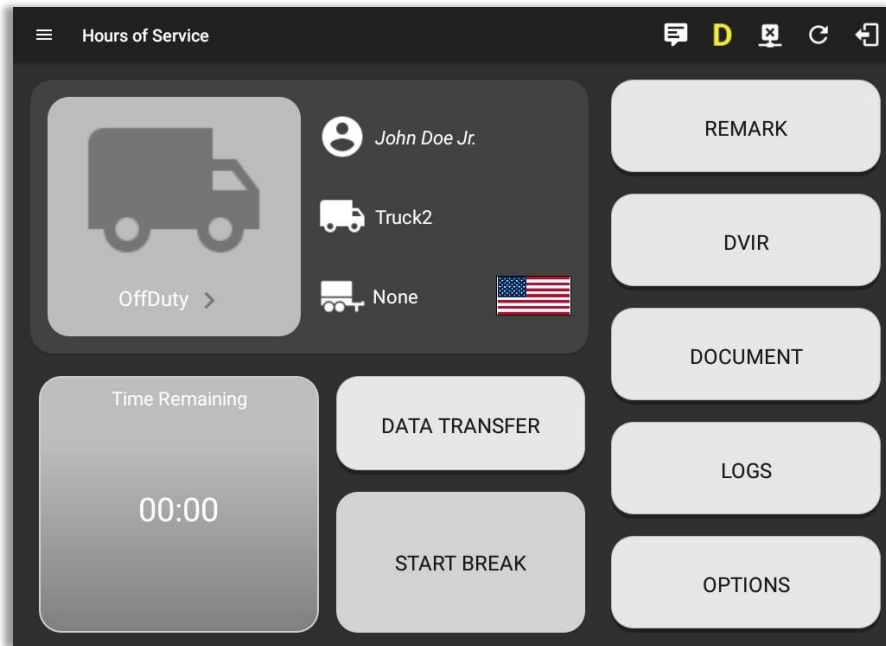 Hours of Service
D
John Doe Jr.
Truck2
None
OffDuty
Time Remaining
00:00
DATA TRANSFER
START BREAK
REMARK
DVIR
DOCUMENT
LOGS
OPTIONS